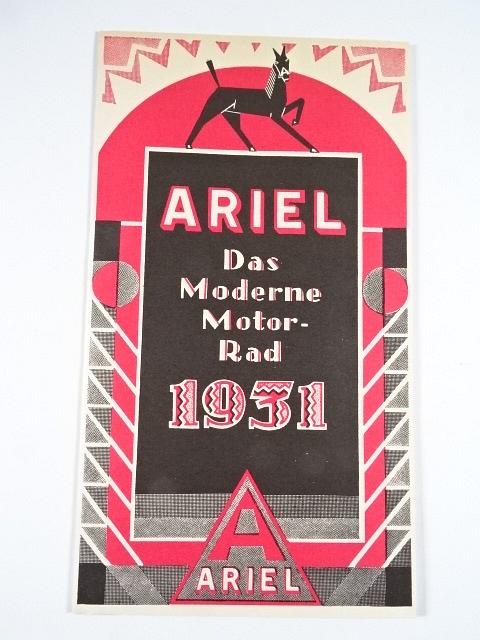 ARIEL
Das
Moderne
Motor-
Rad
1931
A
ARIEL